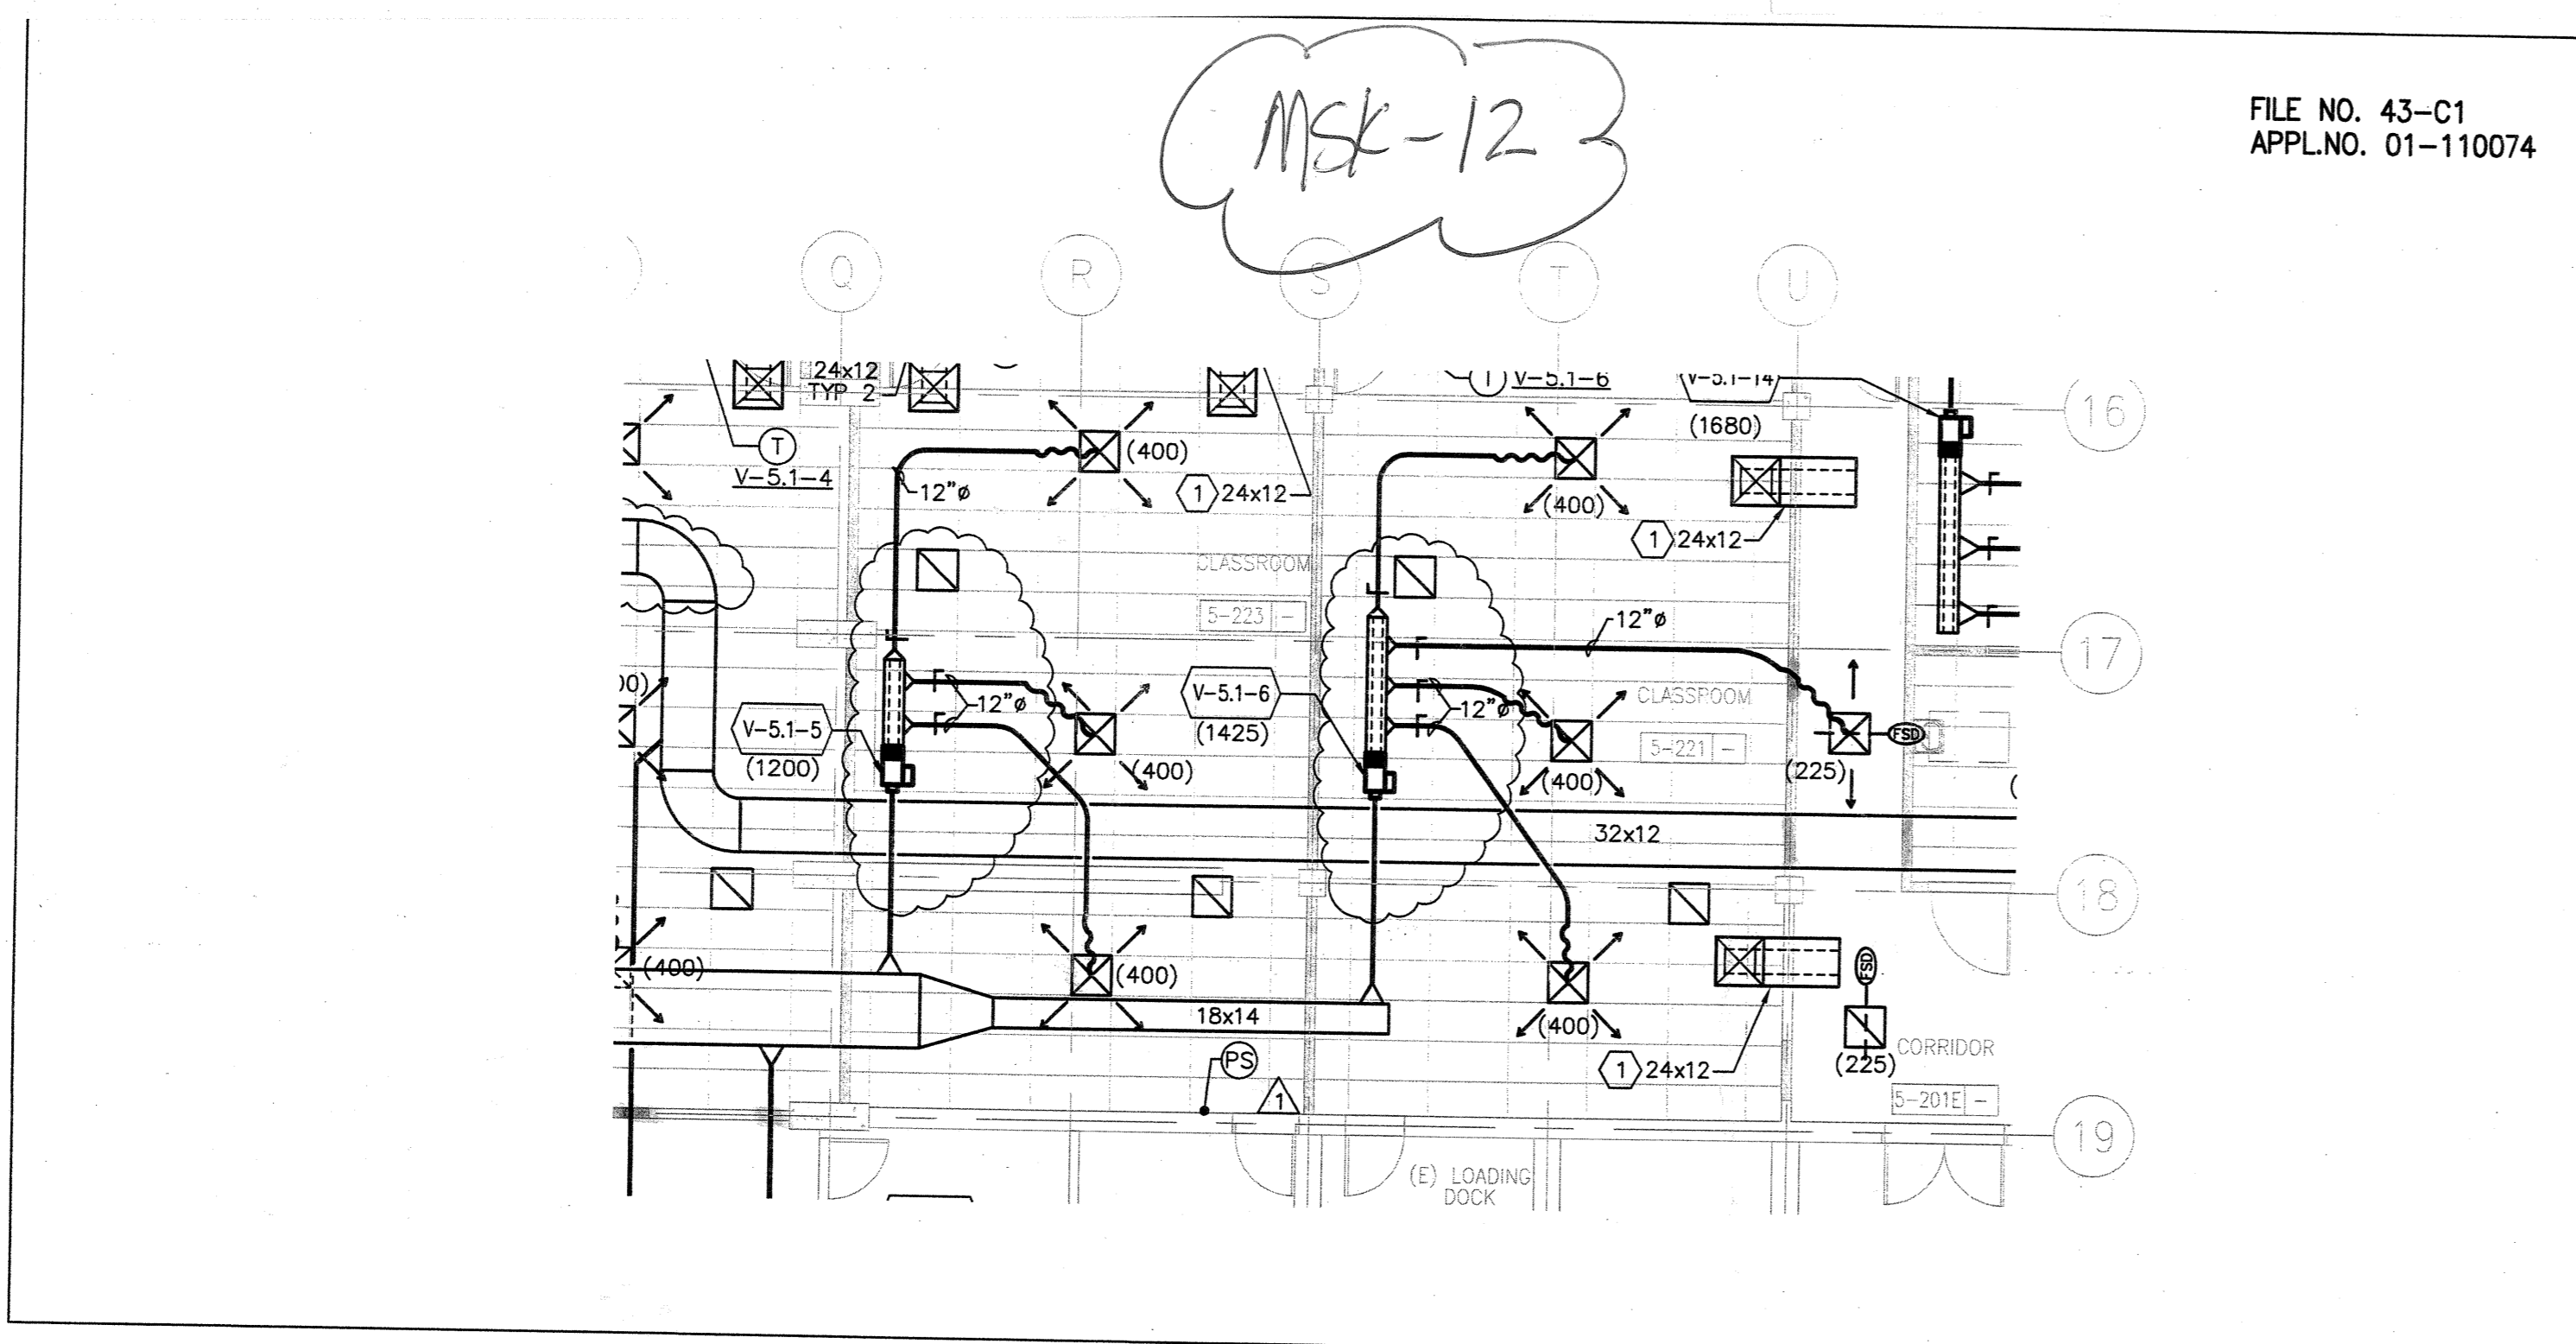 MSK-12
FILE NO. 43-C1
APPL.NO. 01-110074
Q
R
S
T
U
24x12
TYP 2
T
V-5.1-4
V-5.1-6
V-5.1-14
(1680)
16
(400)
12"ø
1 24x12
(400)
1 24x12
CLASSROOM
5-223 -
12"ø
17
V-5.1-5
(1200)
12"ø
(400)
V-5.1-6
(1425)
12"ø
(400)
CLASSROOM
5-221 -
(225)
FSD
32x12
18
(400)
(400)
18x14
(400)
FSD
1 24x12
(225)
CORRIDOR
5-201E -
PS
1
19
(E) LOADING
DOCK